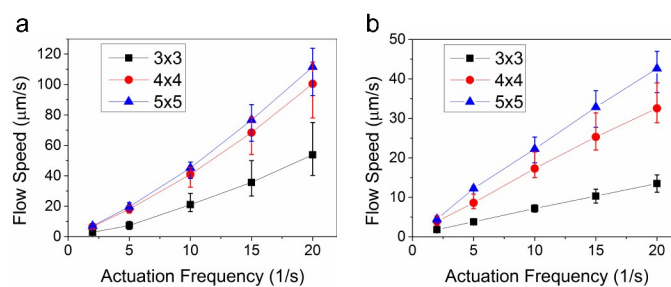 a
120
100
80
60
40
20
0
0
5
10
15
20
Flow Speed (μm/s)
Actuation Frequency (1/s)
3x3
4x4
5x5
b
50
40
30
20
10
0
0
5
10
15
20
Flow Speed (μm/s)
Actuation Frequency (1/s)
3x3
4x4
5x5